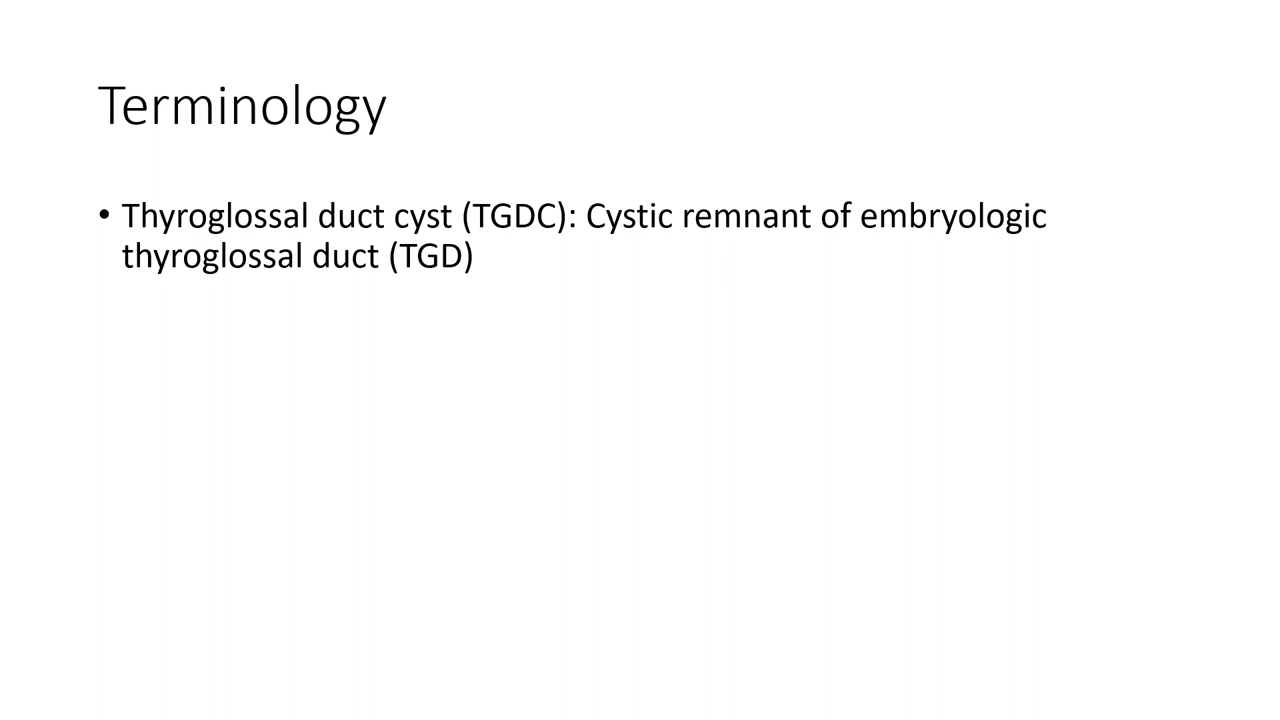 Terminology
• Thyroglossal duct cyst (TGDC): Cystic remnant of embryologic
thyroglossal duct (TGD)